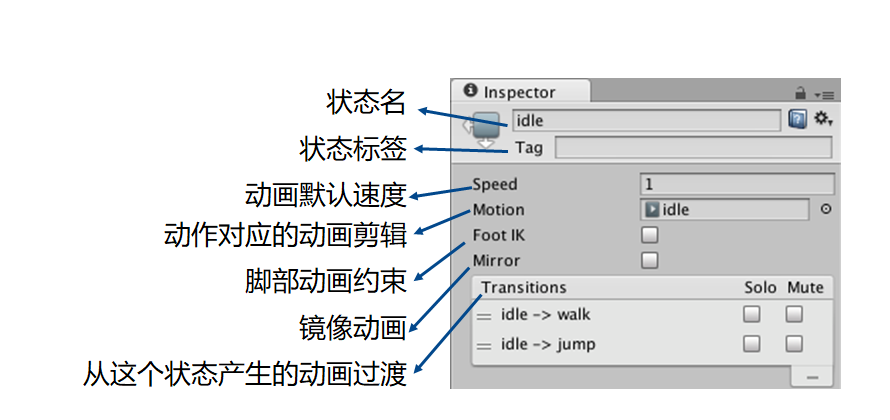 状态名
状态标签
动画默认速度
动作对应的动画剪辑
脚部动画约束
镜像动画
从这个状态产生的动画过渡
Inspector
idle
Tag
Speed 1
Motion idle
Foot IK
Mirror
Transitions Solo Mute
idle -> walk
idle -> jump